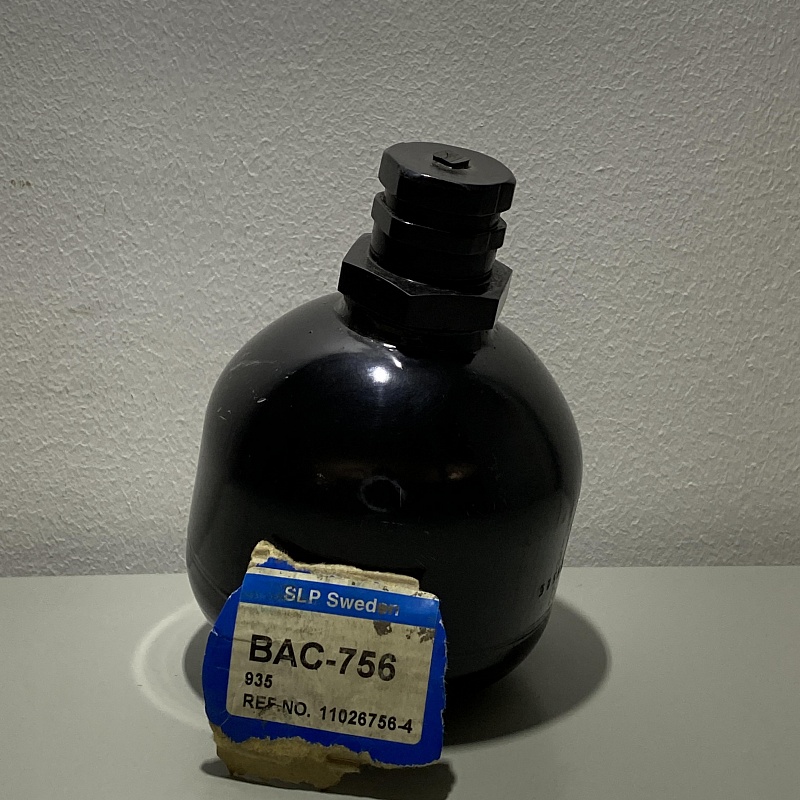 SLP Sweden
BAC-756
935
REF.NO. 11026756-4